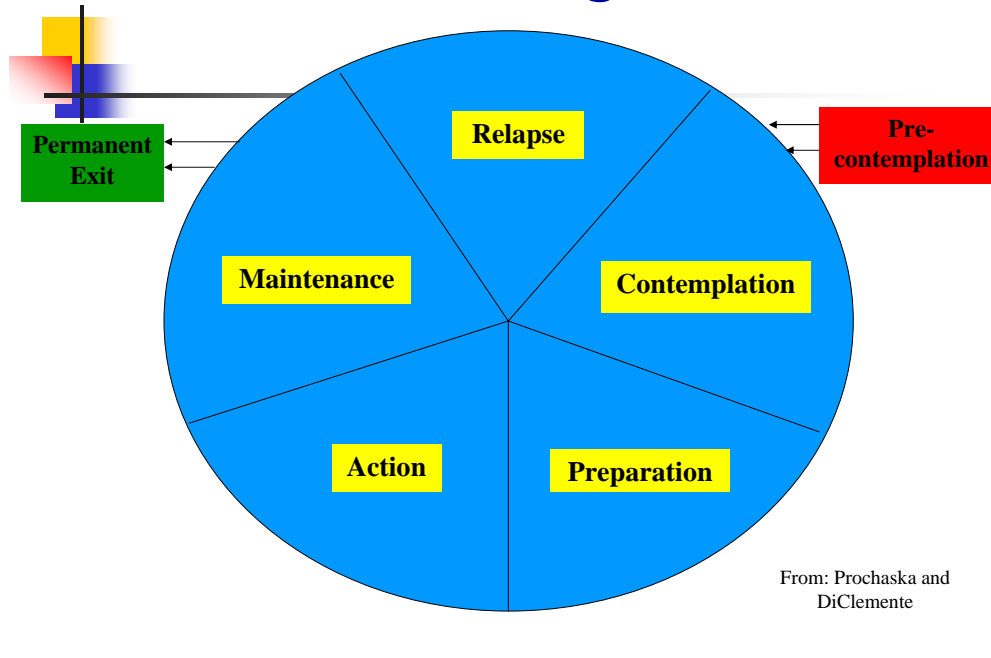 Relapse
Permanent
Exit
Pre-
contemplation
Maintenance
Contemplation
Action
Preparation
From: Prochaska and
DiClemente